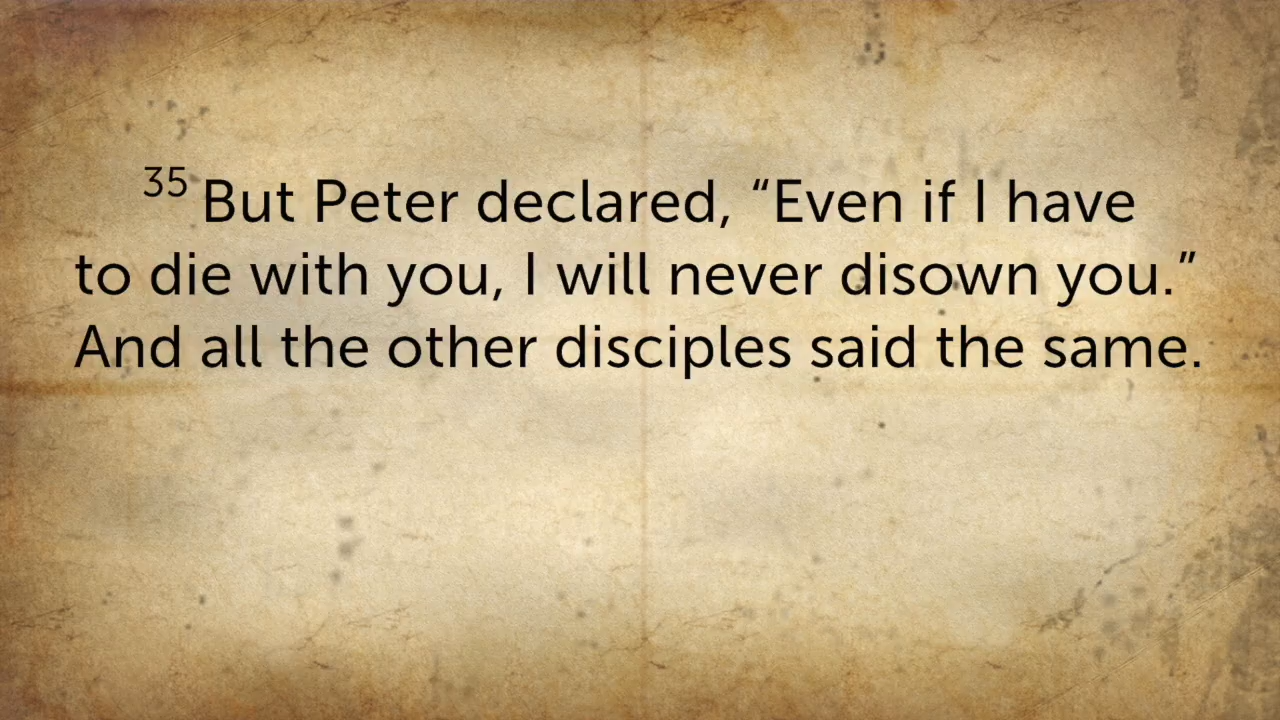 35 But Peter declared, “Even if I have
to die with you, I will never disown you.”
And all the other disciples said the same.